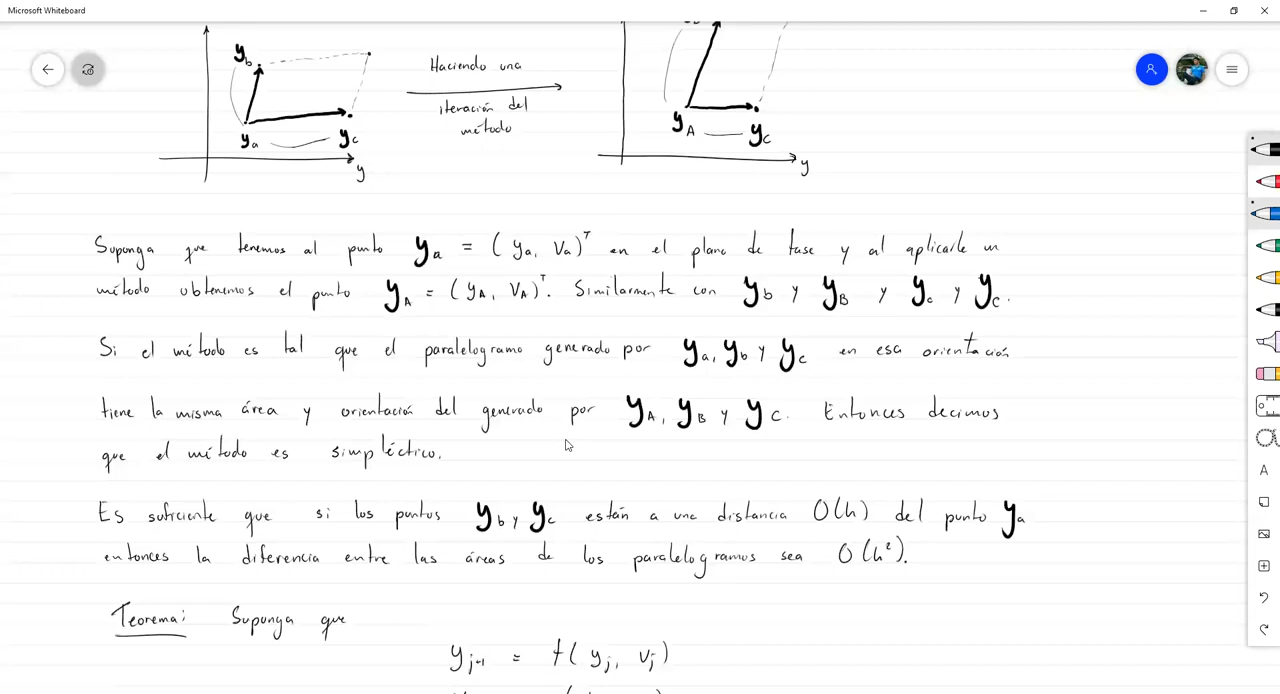 Microsoft Whiteboard
y_b
y_a
y_c
y
Haciendo una
iteración del
método
y_A
y_C
y
Suponga que tenemos al punto y_a = (y_a, v_a)^T en el plano de fase y al aplicarle un
método obtenemos el punto y_A = (y_A, v_A)^T. Similarmente con y_b y y_B y y_c y y_C.
Si el método es tal que el paralelogramo generado por y_a, y_b y y_c en esa orientación
tiene la misma área y orientación del generado por y_A, y_B y y_C. Entonces decimos
que el método es simpléctico.
Es suficiente que si los puntos y_b y y_c están a una distancia O(h) del punto y_a
entonces la diferencia entre las áreas de los paralelogramos sea O(h²).
Teorema: Suponga que
y_{j+1} = f(y_j, v_j)